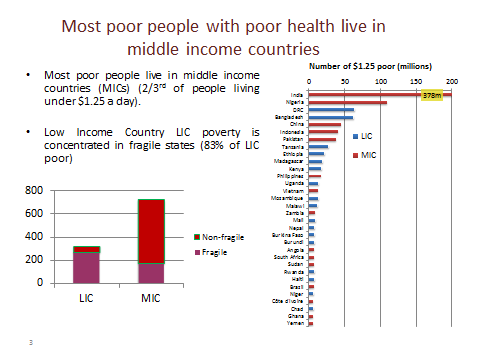 Most poor people with poor health live in
middle income countries
• Most poor people live in middle income
countries (MICs) (2/3rd of people living
under $1.25 a day).
• Low Income Country LIC poverty is
concentrated in fragile states (83% of LIC
poor)
800
600
400
200
0
LIC
MIC
Non-fragile
Fragile
Number of $1.25 poor (millions)
0 50 100 150 200
India
378m
Nigeria
DRC
Bangladesh
China
Indonesia
Pakistan
Tanzania
Ethiopia
Madagascar
Kenya
Philippines
Uganda
Vietnam
Mozambique
Malawi
Zambia
Mali
Nepal
Burkina Faso
Burundi
Angola
South Africa
Sudan
Rwanda
Haiti
Brasil
Niger
Côte d'Ivoire
Chad
Ghana
Yemen
LIC
MIC
3